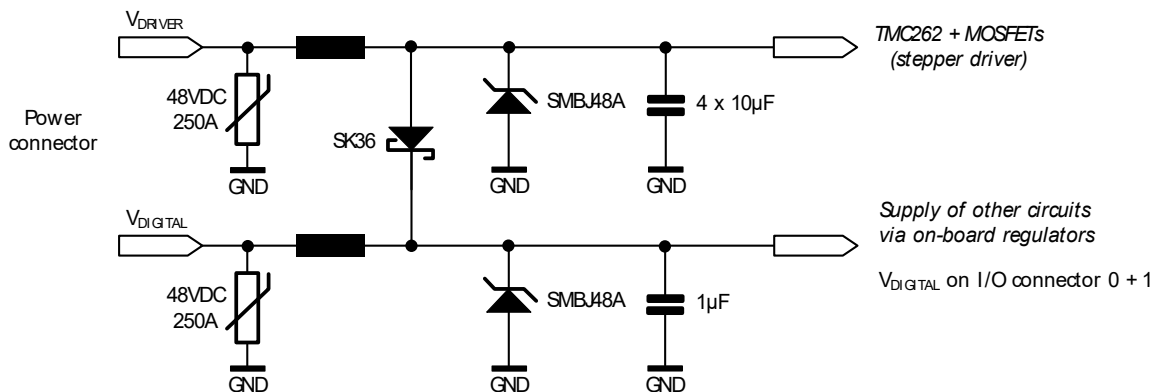 VDRIVER
TMC262 + MOSFETs
(stepper driver)
48VDC
250A
SMBJ48A
4 x 10µF
Power
connector
SK36
GND
GND
GND
VDIGITAL
Supply of other circuits
via on-board regulators
48VDC
250A
SMBJ48A
1µF
VDIGITAL on I/O connector 0 + 1
GND
GND
GND